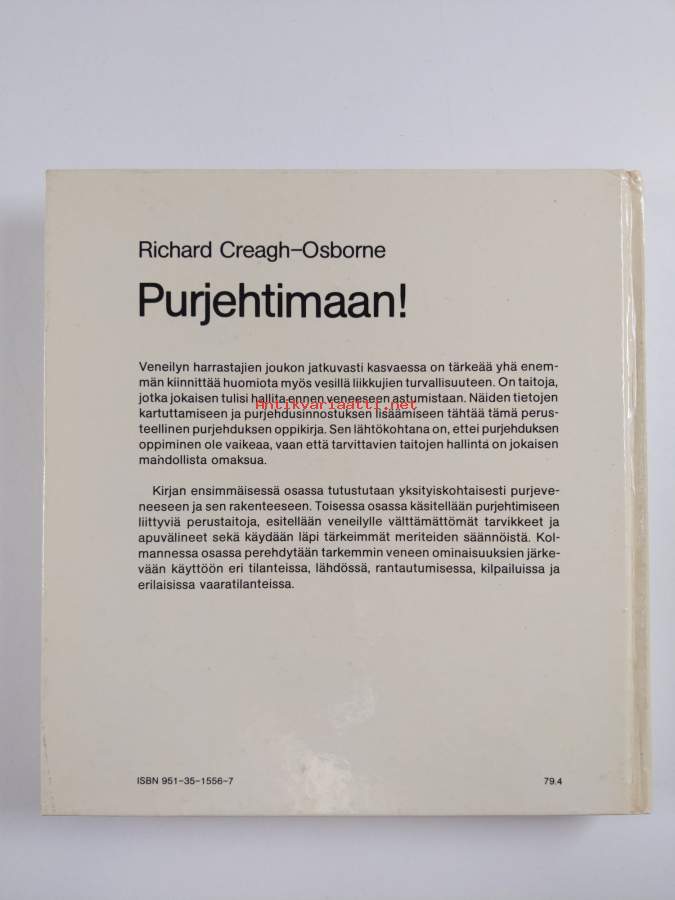 Richard Creagh–Osborne
Purjehtimaan!
Veneilyn harrastajien joukon jatkuvasti kasvaessa on tärkeää yhä enem-
män kiinnittää huomiota myös vesillä liikkujien turvallisuuteen. On taitoja,
jotka jokaisen tulisi hallita ennen veneeseen astumistaan. Näiden tietojen
Antikvariaatti.net
kartuttamiseen ja purjehdusinnostuksen lisäämiseen tähtää tämä perus-
teellinen purjehduksen oppikirja. Sen lähtökohtana on, ettei purjehduksen
oppiminen ole vaikeaa, vaan että tarvittavien taitojen hallinta on jokaisen
mahdollista omaksua.
Kirjan ensimmäisessä osassa tutustutaan yksityiskohtaisesti purjeve-
neeseen ja sen rakenteeseen. Toisessa osassa käsitellään purjehtimiseen
liittyviä perustaitoja, esitellään veneilylle välttämättömät tarvikkeet ja
apuvälineet sekä käydään läpi tärkeimmät meriteiden säännöistä. Kol-
mannessa osassa perehdytään tarkemmin veneen ominaisuuksien järke-
vään käyttöön eri tilanteissa, lähdössä, rantautumisessa, kilpailuissa ja
erilaisissa vaaratilanteissa.
ISBN 951–35–1556–7
79.4